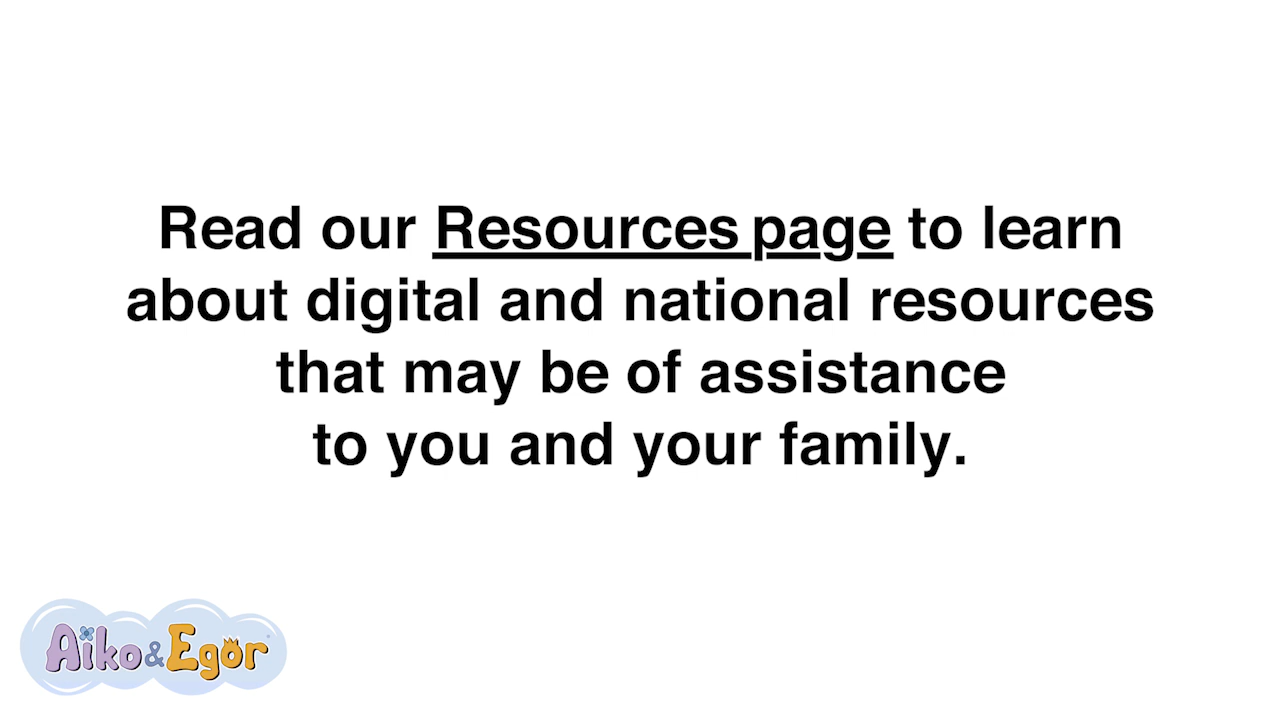 Read our Resources page to learn
about digital and national resources
that may be of assistance
to you and your family.
Aiko & Egor